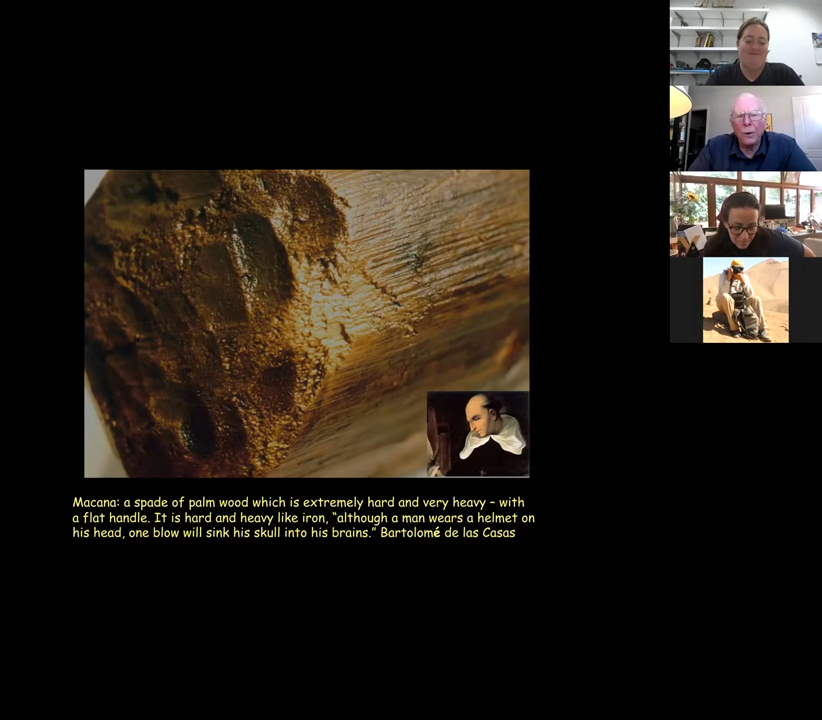 Macana: a spade of palm wood which is extremely hard and very heavy – with
a flat handle. It is hard and heavy like iron, “although a man wears a helmet on
his head, one blow will sink his skull into his brains.” Bartolomé de las Casas